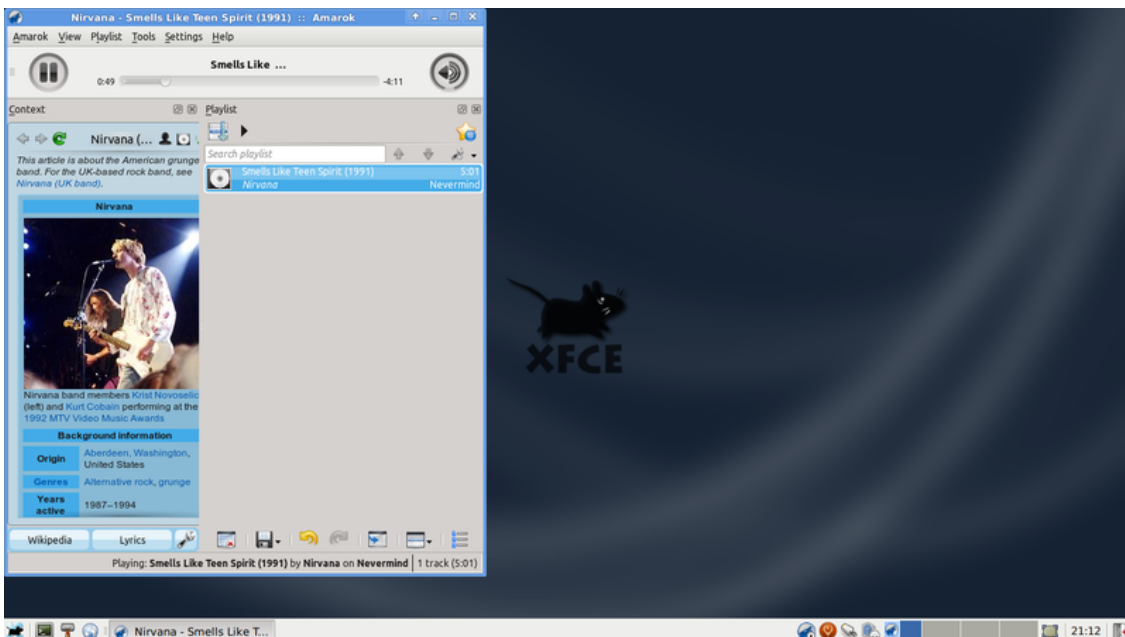 Nirvana - Smells Like Teen Spirit (1991) :: Amarok
Amarok View Playlist Tools Settings Help
Smells Like ...
0:49 -4:11
Context
Playlist
Nirvana (...
Search playlist
This article is about the American grunge
band. For the UK-based rock band, see
Nirvana (UK band).
Smells Like Teen Spirit (1991) 5:01
Nirvana Nevermind
Nirvana
Nirvana band members Krist Novoselic
(left) and Kurt Cobain performing at the
1992 MTV Video Music Awards
Background information
Origin Aberdeen, Washington,
United States
Genres Alternative rock, grunge
Years active 1987–1994
Wikipedia Lyrics
Playing: Smells Like Teen Spirit (1991) by Nirvana on Nevermind 1 track (5:01)
XFCE
Nirvana - Smells Like T...
21:12